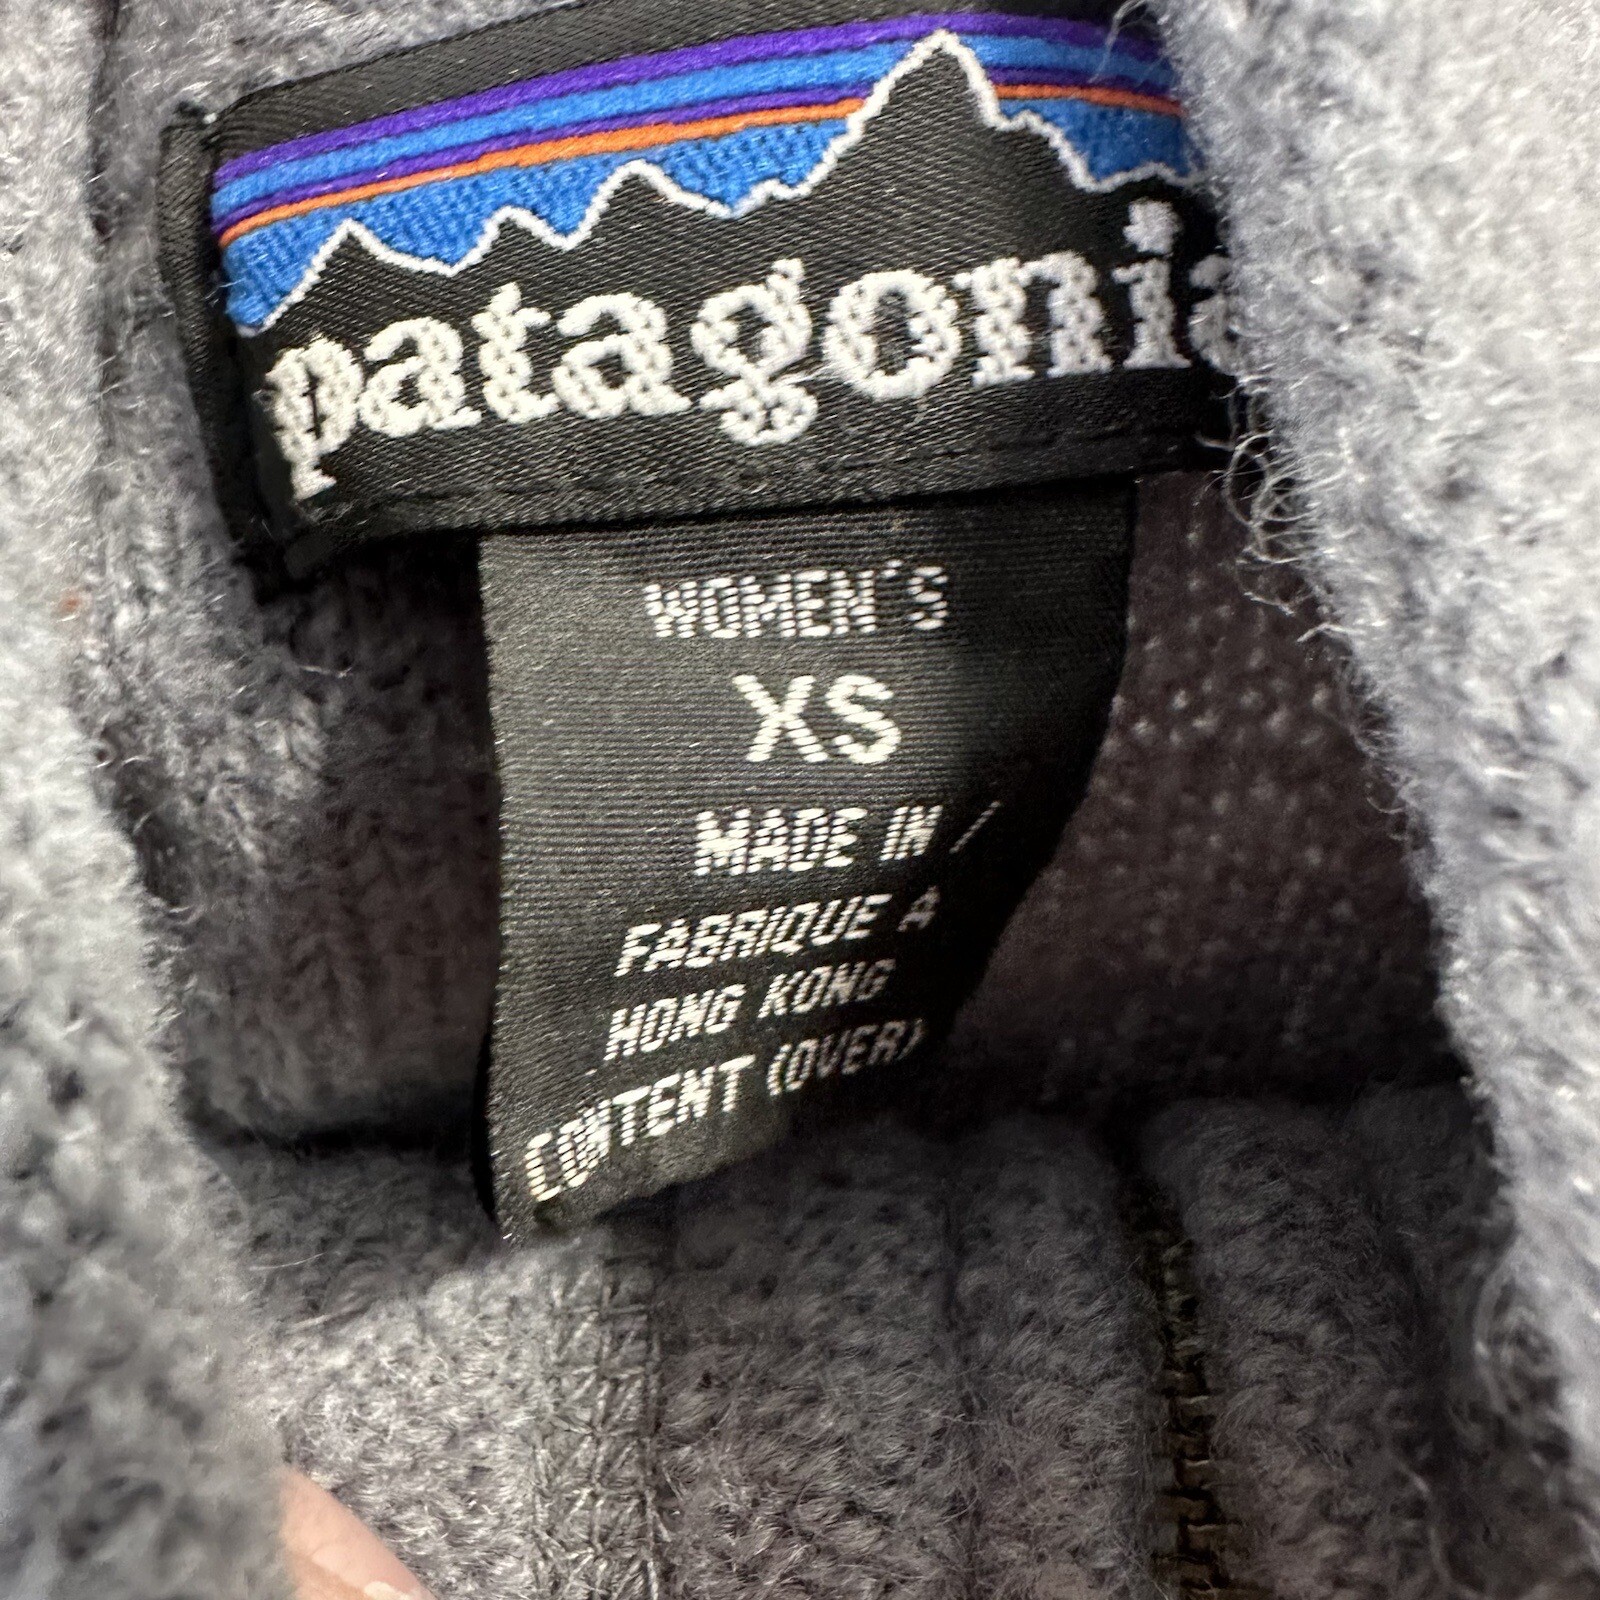 patagonia
WOMEN'S
XS
MADE IN /
FABRIQUE A
HONG KONG
CONTENT (OVER)